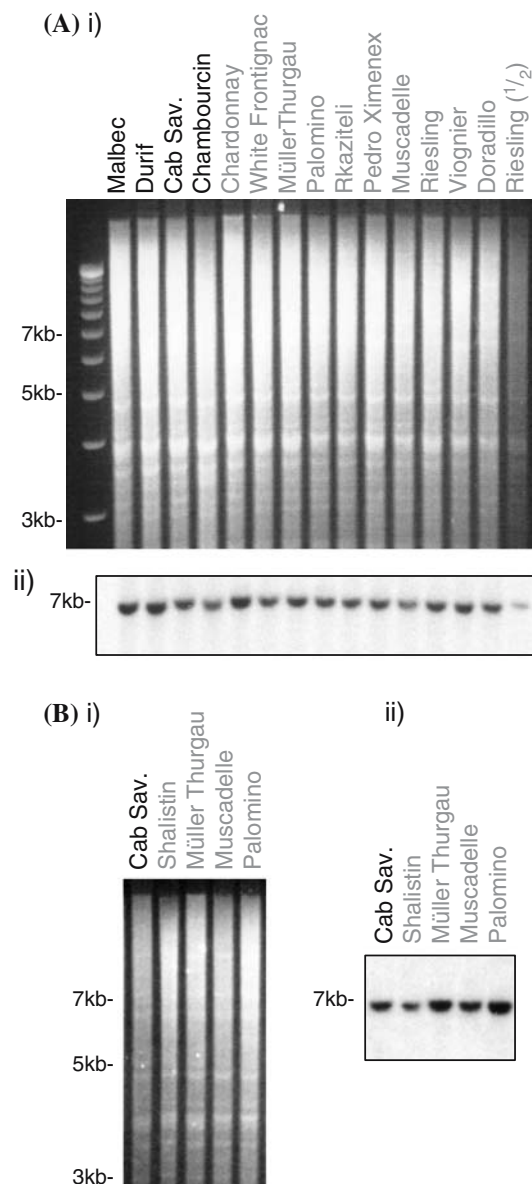 (A) i)
Malbec
Durif
Cab Sav.
Chambourcin
Chardonnay
White Frontignac
MüllerThurgau
Palomino
Rkaziteli
Pedro Ximenex
Muscadelle
Riesling
Viognier
Doradillo
Riesling (1/2)
7kb-
5kb-
3kb-
ii)
7kb-
(B) i)
Cab Sav.
Shalistin
Müller Thurgau
Muscadelle
Palomino
7kb-
5kb-
3kb-
ii)
Cab Sav.
Shalistin
Müller Thurgau
Muscadelle
Palomino
7kb-